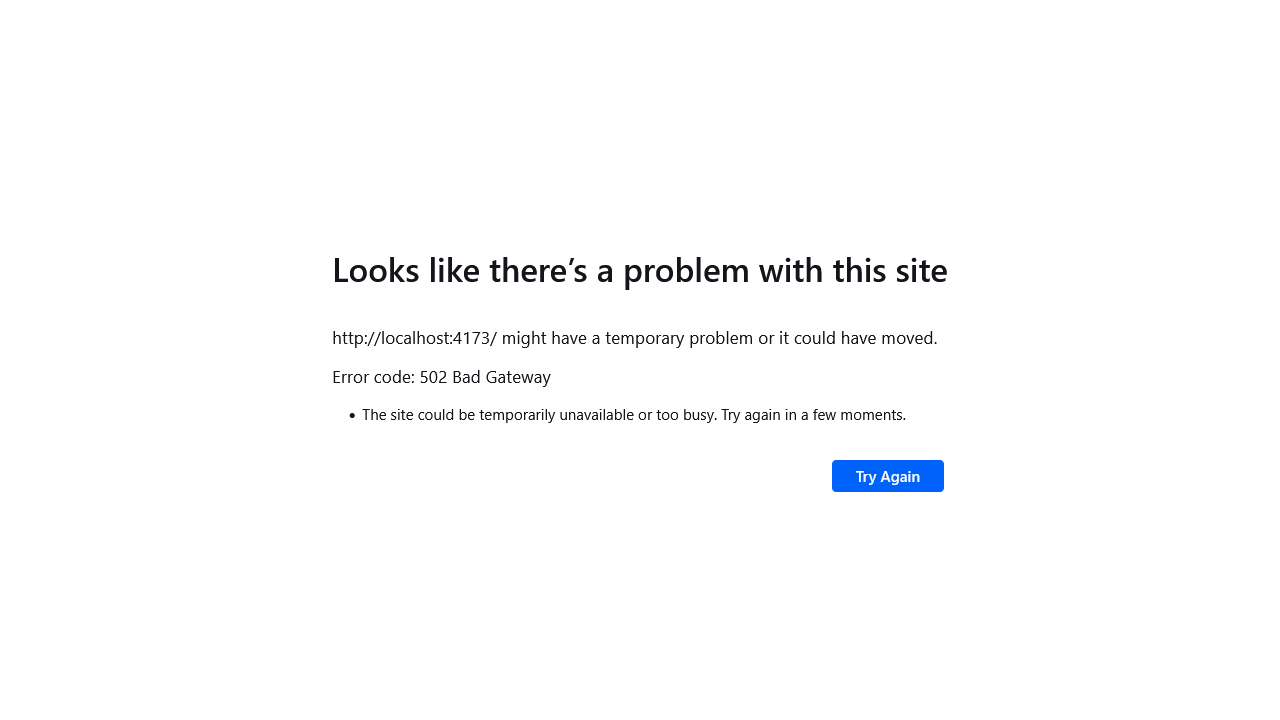 Looks like there’s a problem with this site
http://localhost:4173/ might have a temporary problem or it could have moved.
Error code: 502 Bad Gateway
• The site could be temporarily unavailable or too busy. Try again in a few moments.
Try Again